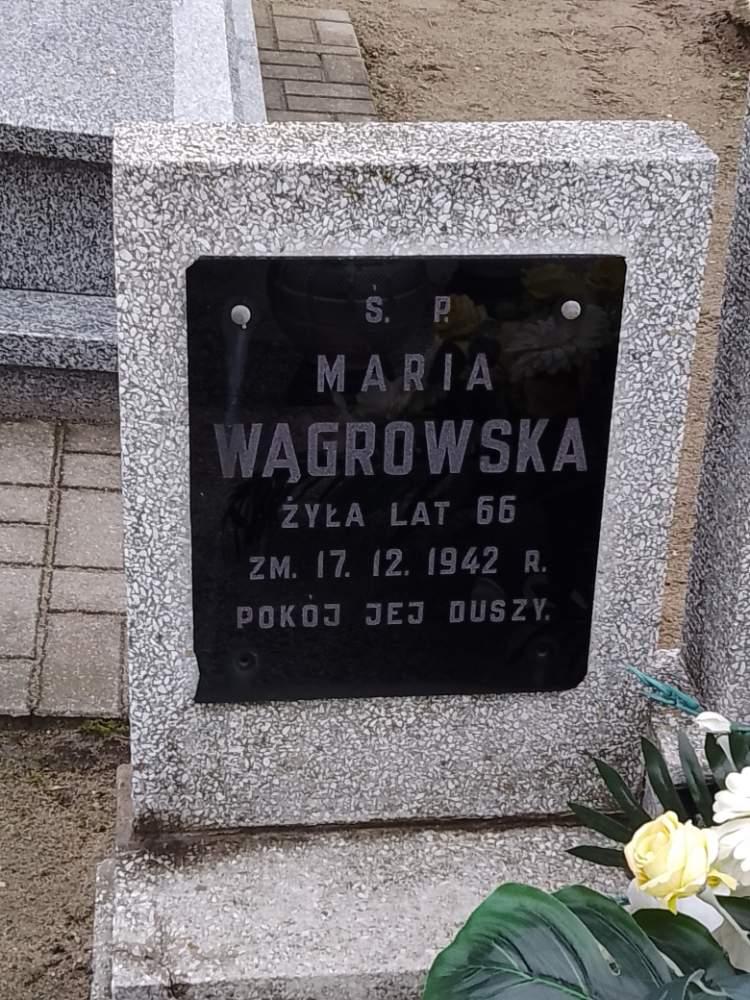 Ś. P.
MARIA
WĄGROWSKA
ŻYŁA LAT 66
ZM. 17. 12. 1942 R.
POKÓJ JEJ DUSZY.